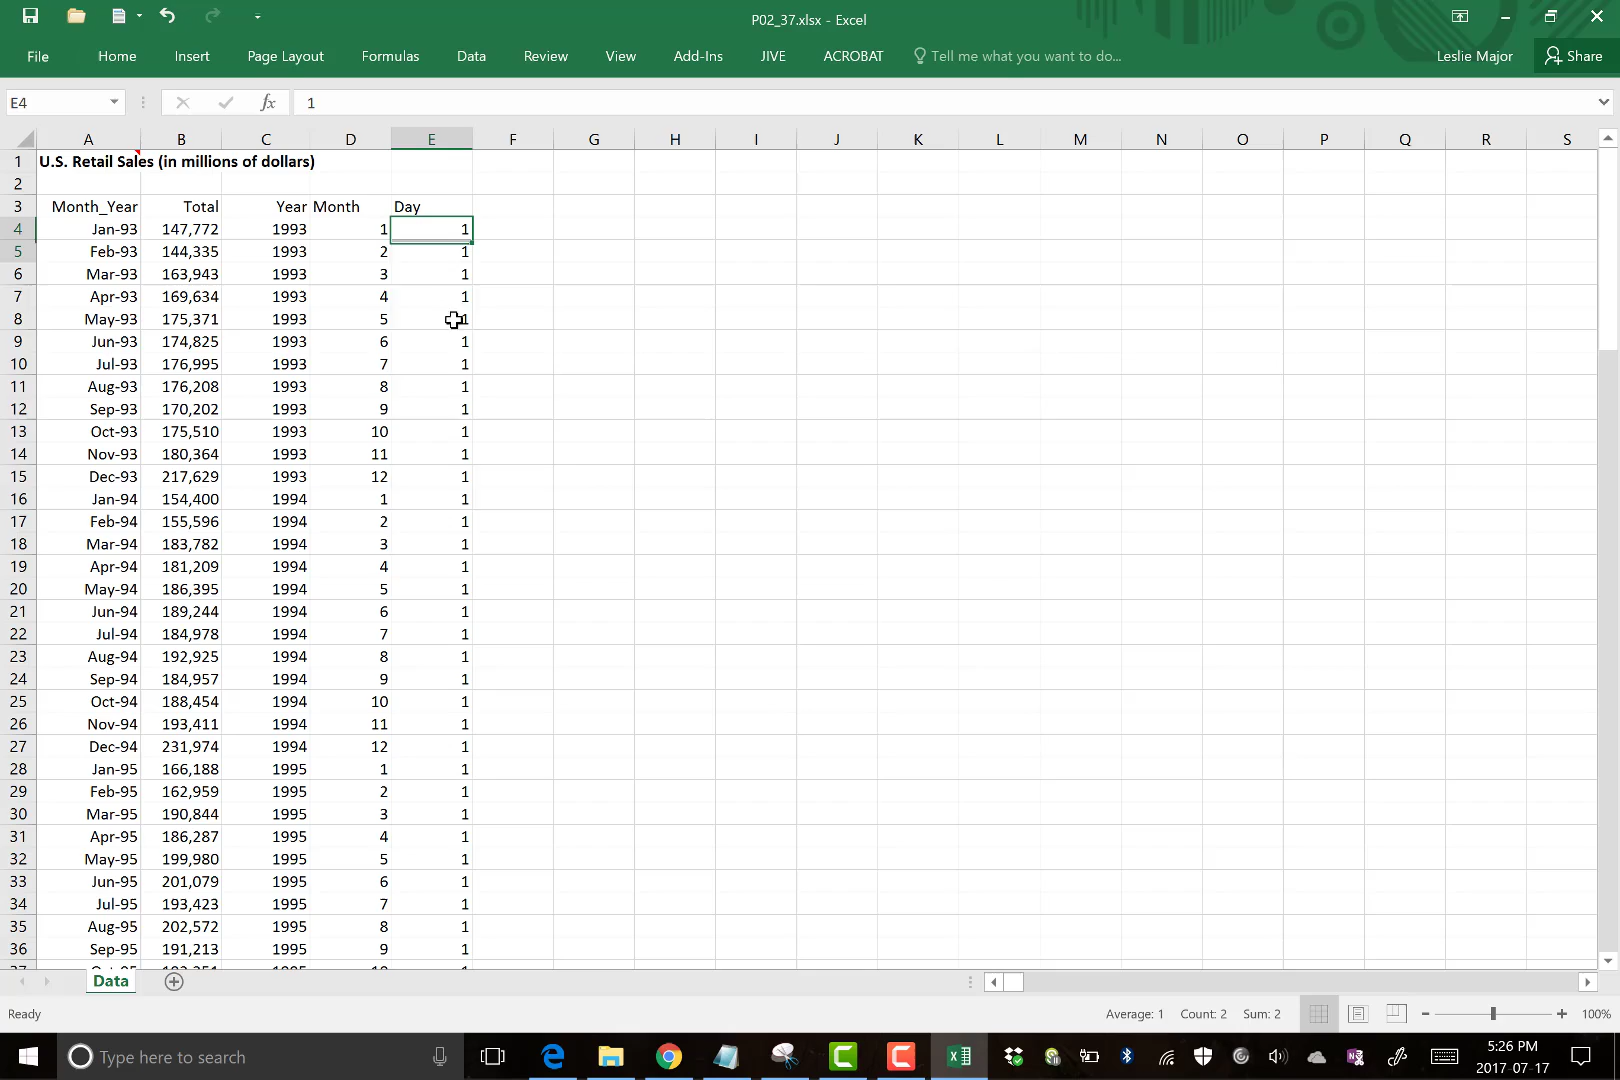 P02_37.xlsx - Excel
File Home Insert Page Layout Formulas Data Review View Add-Ins JIVE ACROBAT Tell me what you want to do... Leslie Major Share
E4 fx 1
A B C D E F G H I J K L M N O P Q R S
1 U.S. Retail Sales (in millions of dollars)
2
3 Month_Year Total Year Month Day
4 Jan-93 147,772 1993 1 1
5 Feb-93 144,335 1993 2 1
6 Mar-93 163,943 1993 3 1
7 Apr-93 169,634 1993 4 1
8 May-93 175,371 1993 5 1
9 Jun-93 174,825 1993 6 1
10 Jul-93 176,995 1993 7 1
11 Aug-93 176,208 1993 8 1
12 Sep-93 170,202 1993 9 1
13 Oct-93 175,510 1993 10 1
14 Nov-93 180,364 1993 11 1
15 Dec-93 217,629 1993 12 1
16 Jan-94 154,400 1994 1 1
17 Feb-94 155,596 1994 2 1
18 Mar-94 183,782 1994 3 1
19 Apr-94 181,209 1994 4 1
20 May-94 186,395 1994 5 1
21 Jun-94 189,244 1994 6 1
22 Jul-94 184,978 1994 7 1
23 Aug-94 192,925 1994 8 1
24 Sep-94 184,957 1994 9 1
25 Oct-94 188,454 1994 10 1
26 Nov-94 193,411 1994 11 1
27 Dec-94 231,974 1994 12 1
28 Jan-95 166,188 1995 1 1
29 Feb-95 162,959 1995 2 1
30 Mar-95 190,844 1995 3 1
31 Apr-95 186,287 1995 4 1
32 May-95 199,980 1995 5 1
33 Jun-95 201,079 1995 6 1
34 Jul-95 193,423 1995 7 1
35 Aug-95 202,572 1995 8 1
36 Sep-95 191,213 1995 9 1
Data
Ready Average: 1 Count: 2 Sum: 2 100%
Type here to search 5:26 PM
2017-07-17